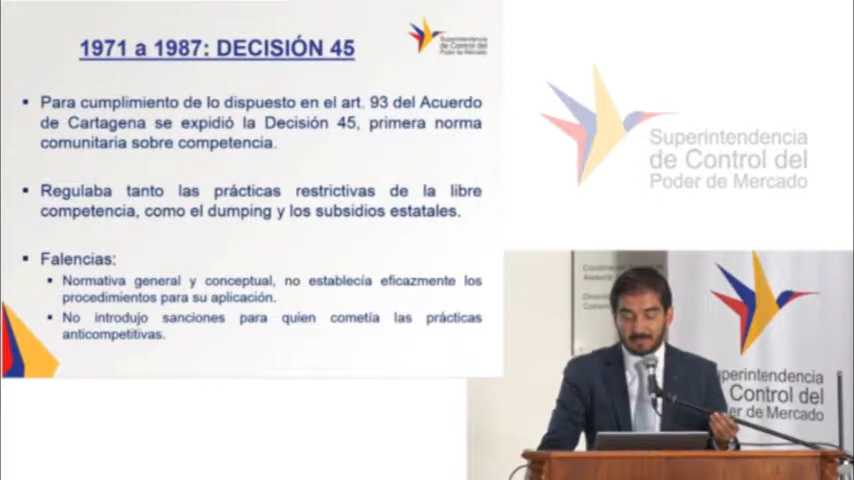 1971 a 1987: DECISIÓN 45
Superintendencia
de Control del
Poder de Mercado
Para cumplimiento de lo dispuesto en el art. 93 del Acuerdo
de Cartagena se expidió la Decisión 45, primera norma
comunitaria sobre competencia.
Regulaba tanto las prácticas restrictivas de la libre
competencia, como el dumping y los subsidios estatales.
Falencias:
Normativa general y conceptual, no establecía eficazmente los
procedimientos para su aplicación.
No introdujo sanciones para quien cometía las prácticas
anticompetitivas.
Superintendencia
de Control del
Poder de Mercado
perintendencia
Control del
er de Mercado